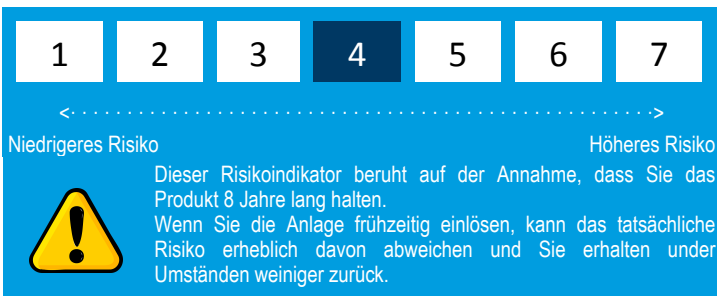 1 2 3 4 5 6 7
Niedrigeres Risiko Höheres Risiko
Dieser Risikoindikator beruht auf der Annahme, dass Sie das
Produkt 8 Jahre lang halten.
Wenn Sie die Anlage frühzeitig einlösen, kann das tatsächliche
Risiko erheblich davon abweichen und Sie erhalten unter
Umständen weiniger zurück.